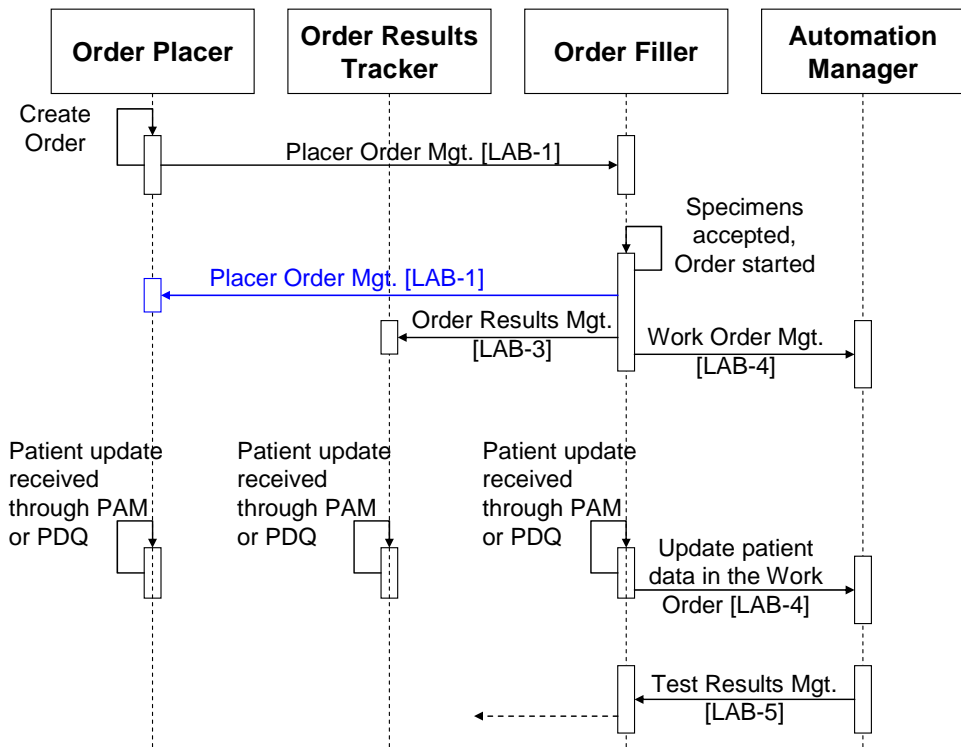 Order Placer
Order Results
Tracker
Order Filler
Automation
Manager
Create
Order
Placer Order Mgt. [LAB-1]
Specimens
accepted,
Order started
Placer Order Mgt. [LAB-1]
Order Results Mgt.
[LAB-3]
Work Order Mgt.
[LAB-4]
Patient update
received
through PAM
or PDQ
Patient update
received
through PAM
or PDQ
Patient update
received
through PAM
or PDQ
Update patient
data in the Work
Order [LAB-4]
Test Results Mgt.
[LAB-5]